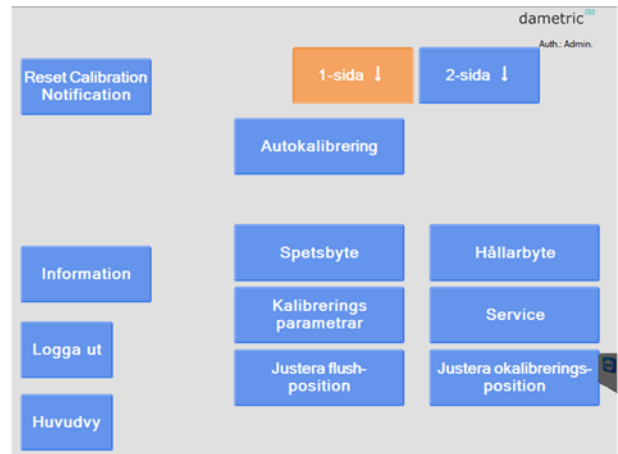 dametric
Auth.: Admin.
Reset Calibration
Notification
1-sida ↓
2-sida ↓
Autokalibrering
Spetsbyte
Hållarbyte
Information
Kalibrerings
parametrar
Service
Logga ut
Justera flush-
position
Justera okalibrerings-
position
Huvudvy